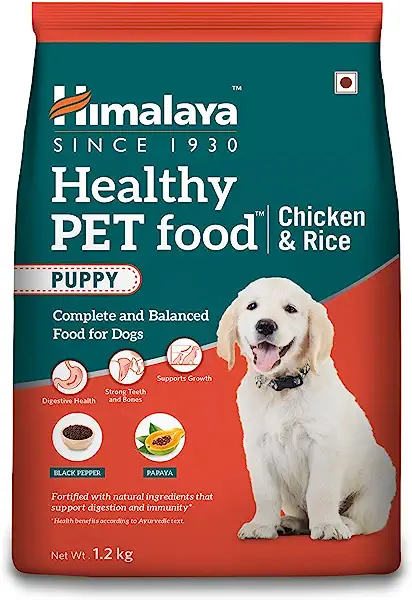 Himalaya™
SINCE 1930
Healthy
PET food™
Chicken
& Rice
PUPPY
Complete and Balanced
Food for Dogs
Digestive Health
Strong Teeth
and Bones
Supports Growth
BLACK PEPPER
PAPAYA
Fortified with natural ingredients that
support digestion and immunity*
*Health benefits according to Ayurvedic text.
Net Wt. 1.2 kg